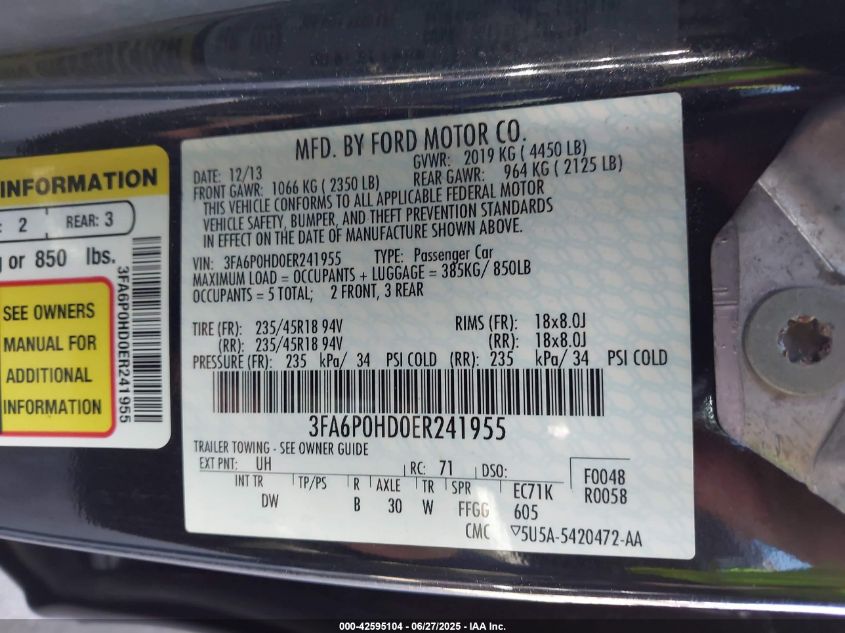 INFORMATION
2 REAR: 3
or 850 lbs.
SEE OWNERS
MANUAL FOR
ADDITIONAL
INFORMATION
3FA6P0HD0ER241955
MFD. BY FORD MOTOR CO.
DATE: 12/13 GVWR: 2019 KG ( 4450 LB)
FRONT GAWR: 1066 KG ( 2350 LB) REAR GAWR: 964 KG ( 2125 LB)
THIS VEHICLE CONFORMS TO ALL APPLICABLE FEDERAL MOTOR
VEHICLE SAFETY, BUMPER, AND THEFT PREVENTION STANDARDS
IN EFFECT ON THE DATE OF MANUFACTURE SHOWN ABOVE.
VIN: 3FA6P0HD0ER241955 TYPE: Passenger Car
MAXIMUM LOAD = OCCUPANTS + LUGGAGE = 385KG/ 850LB
OCCUPANTS: = 5 TOTAL; 2 FRONT, 3 REAR
TIRE (FR): 235/45R18 94V RIMS (FR): 18x8.0J
(RR): 235/45R18 94V (RR): 18x8.0J
PRESSURE (FR): 235 kPa/ 34 PSI COLD (RR): 235 kPa/ 34 PSI COLD
3FA6P0HD0ER241955
TRAILER TOWING - SEE OWNER GUIDE
EXT PNT: UH RC: 71 DSO: F0048
INT TR TP/PS R AXLE TR SPR EC71K R0058
DW B 30 W FFGG 605
CMC ▽5U5A-5420472-AA
000-42595104 - 06/27/2025 - IAA Inc.